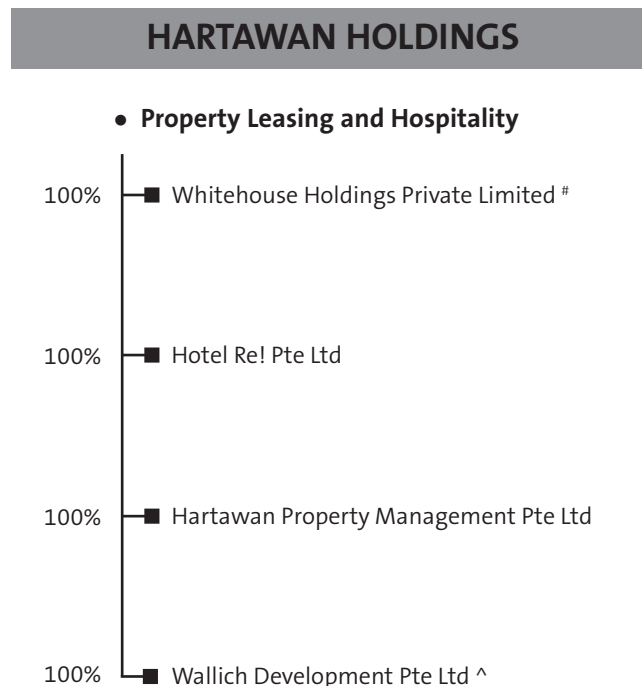 HARTAWAN HOLDINGS
● Property Leasing and Hospitality
100% ■ Whitehouse Holdings Private Limited #
100% ■ Hotel Re! Pte Ltd
100% ■ Hartawan Property Management Pte Ltd
100% ■ Wallich Development Pte Ltd ^